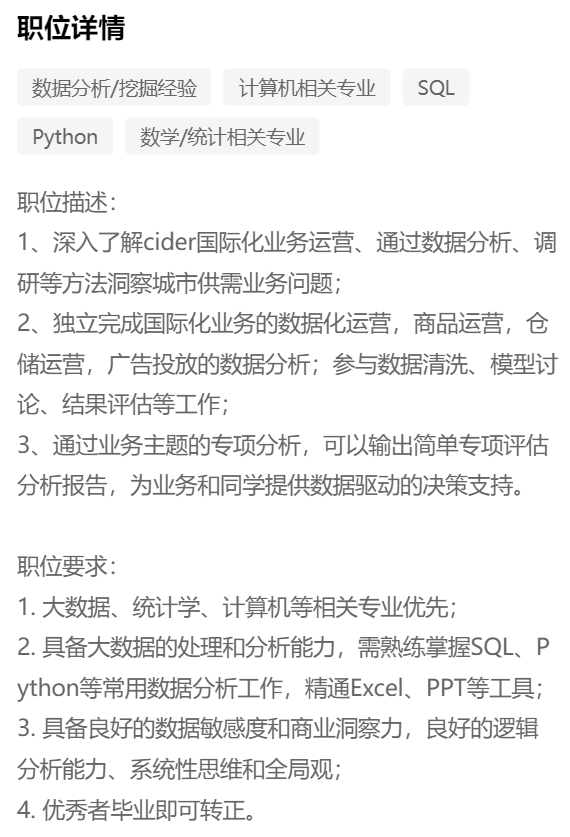 职位详情
数据分析/挖掘经验 计算机相关专业 SQL
Python 数学/统计相关专业
职位描述：
1、深入了解cider国际化业务运营、通过数据分析、调
研等方法洞察城市供需业务问题；
2、独立完成国际化业务的数据化运营，商品运营，仓
储运营，广告投放的数据分析；参与数据清洗、模型讨
论、结果评估等工作；
3、通过业务主题的专项分析，可以输出简单专项评估
分析报告，为业务和同学提供数据驱动的决策支持。
职位要求：
1. 大数据、统计学、计算机等相关专业优先；
2. 具备大数据的处理和分析能力，需熟练掌握SQL、P
ython等常用数据分析工作，精通Excel、PPT等工具；
3. 具备良好的数据敏感度和商业洞察力，良好的逻辑
分析能力、系统性思维和全局观；
4. 优秀者毕业即可转正。